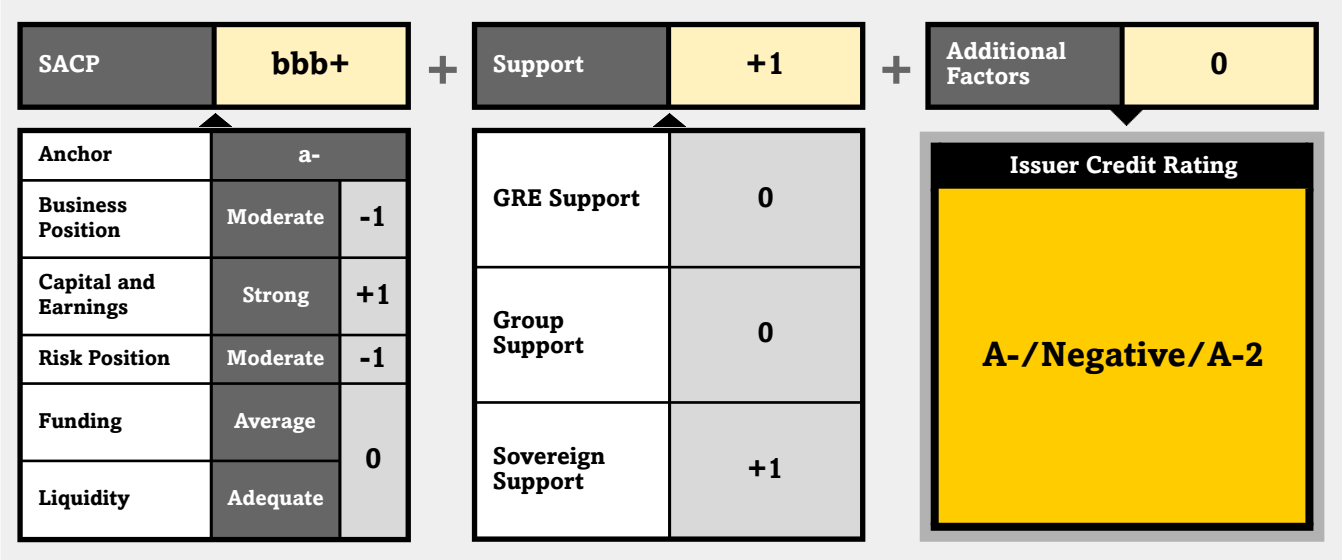 SACP
bbb+
+
Support
+1
+
Additional
Factors
0
Anchor
a-
Business
Position
Moderate
-1
Capital and
Earnings
Strong
+1
Risk Position
Moderate
-1
Funding
Average
0
Liquidity
Adequate
GRE Support
0
Group
Support
0
Sovereign
Support
+1
Issuer Credit Rating
A-/Negative/A-2